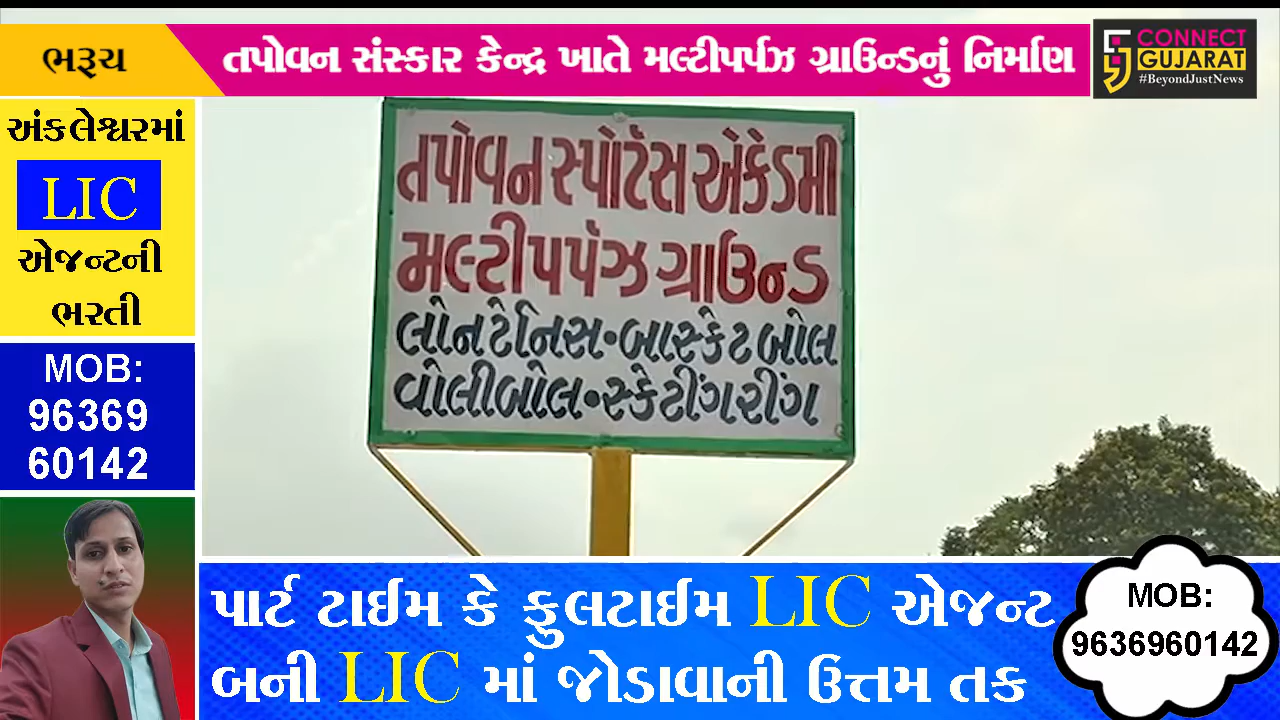 ભરૂચ
તપોવન સંસ્કાર કેન્દ્ર ખાતે મલ્ટીપર્પઝ ગ્રાઉન્ડનું નિર્માણ
CONNECT
GUJARAT
#BeyondJustNews
અંકલેશ્વરમાં
LIC
એજન્ટની
ભરતી
MOB:
96369
60142
તપોવન સ્પોર્ટસ એકેડમી
મલ્ટીપર્પઝ ગ્રાઉન્ડ
લોન ટેનિસ • બાસ્કેટ બોલ
વોલીબોલ • સ્કેટીંગ રીંગ
પાર્ટ ટાઈમ કે ફુલટાઈમ LIC એજન્ટ
બની LIC માં જોડાવાની ઉત્તમ તક
MOB:
9636960142